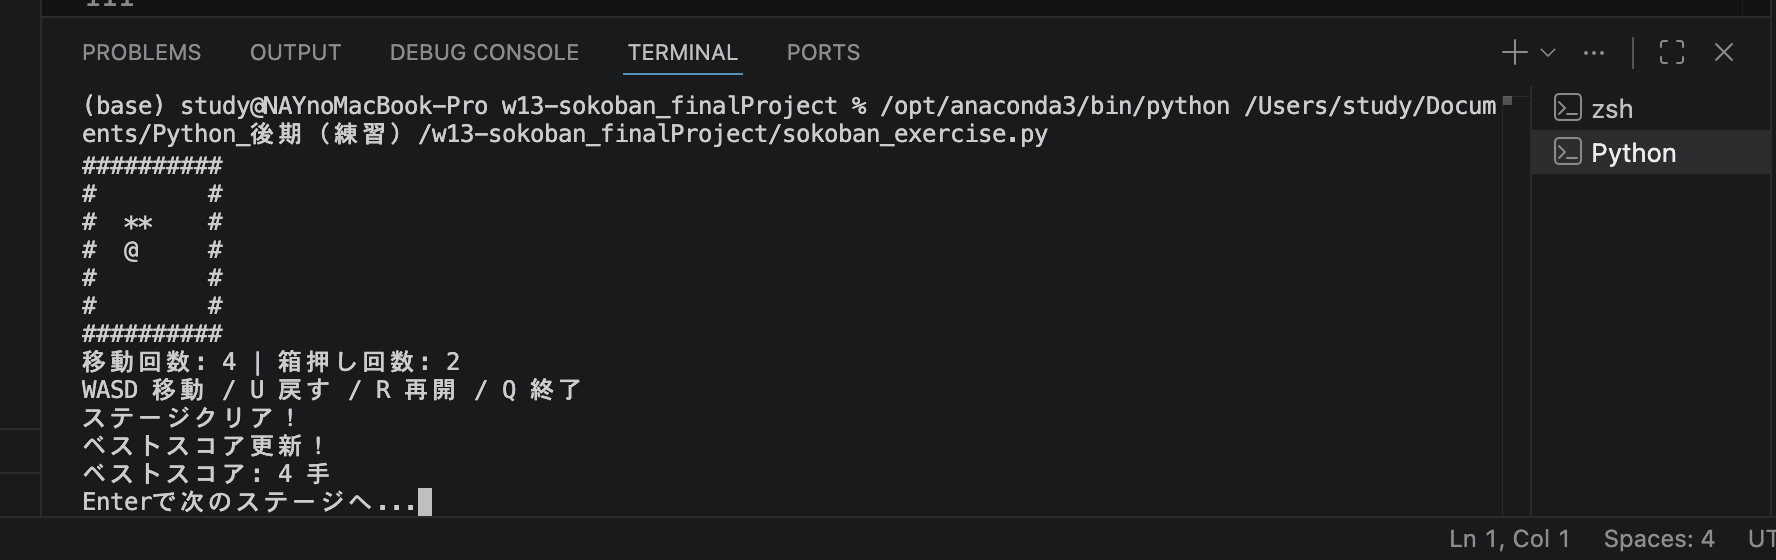 PROBLEMS OUTPUT DEBUG CONSOLE TERMINAL PORTS
(base) study@NAYnoMacBook-Pro w13-sokoban_finalProject % /opt/anaconda3/bin/python /Users/study/Docum
ents/Python_後期（練習）/w13-sokoban_finalProject/sokoban_exercise.py
##########
#        #
#  **    #
#  @     #
#        #
#        #
##########
移動回数: 4 | 箱押し回数: 2
WASD 移動 / U 戻す / R 再開 / Q 終了
ステージクリア！
ベストスコア更新！
ベストスコア: 4 手
Enterで次のステージへ...
zsh
Python
Ln 1, Col 1 Spaces: 4